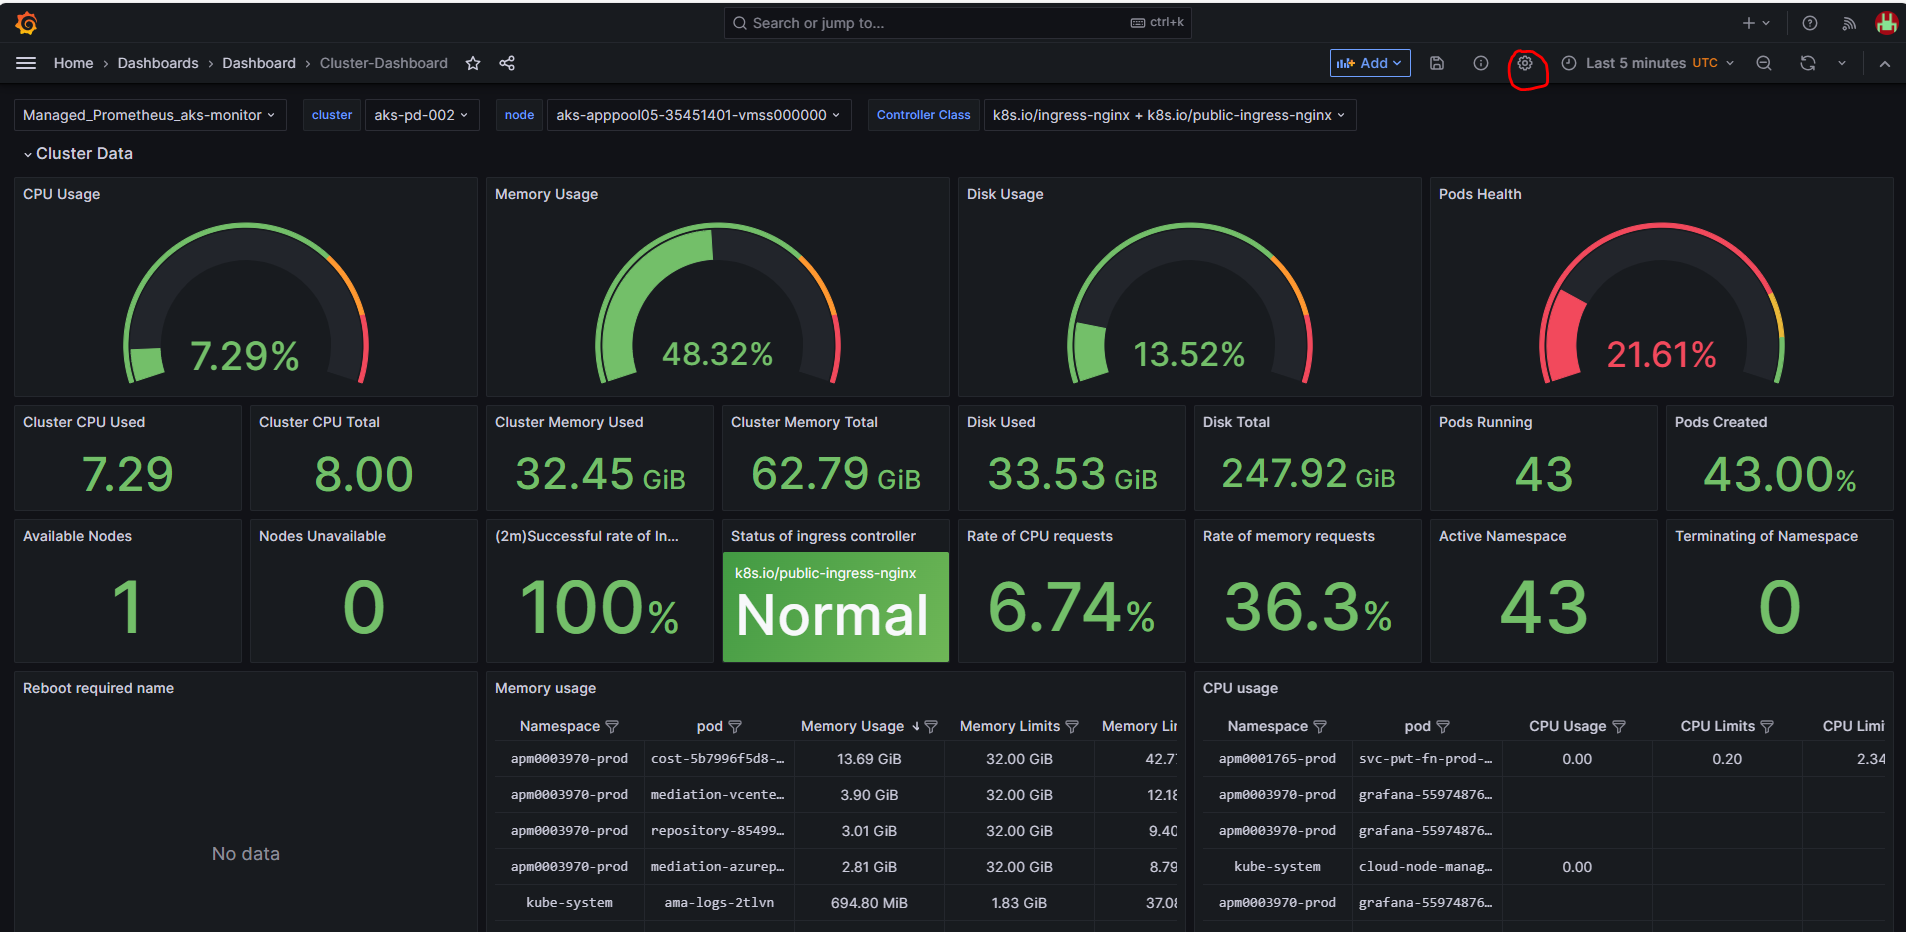 Search or jump to... ctrl+k
Home › Dashboards › Dashboard › Cluster-Dashboard Add Last 5 minutes UTC
Managed_Prometheus_aks-monitor cluster aks-pd-002 node aks-apppool05-35451401-vmss000000 Controller Class k8s.io/ingress-nginx + k8s.io/public-ingress-nginx
Cluster Data
CPU Usage
7.29%
Memory Usage
48.32%
Disk Usage
13.52%
Pods Health
21.61%
Cluster CPU Used
7.29
Cluster CPU Total
8.00
Cluster Memory Used
32.45 GiB
Cluster Memory Total
62.79 GiB
Disk Used
33.53 GiB
Disk Total
247.92 GiB
Pods Running
43
Pods Created
43.00%
Available Nodes
1
Nodes Unavailable
0
(2m)Successful rate of In...
100%
Status of ingress controller
k8s.io/public-ingress-nginx
Normal
Rate of CPU requests
6.74%
Rate of memory requests
36.3%
Active Namespace
43
Terminating of Namespace
0
Reboot required name
No data
Memory usage
Namespace pod Memory Usage Memory Limits Memory Li
apm0003970-prod cost-5b7996f5d8-... 13.69 GiB 32.00 GiB 42.7
apm0003970-prod mediation-vcente... 3.90 GiB 32.00 GiB 12.18
apm0003970-prod repository-85499... 3.01 GiB 32.00 GiB 9.40
apm0003970-prod mediation-azurep... 2.81 GiB 32.00 GiB 8.79
kube-system ama-logs-2tlvn 694.80 MiB 1.83 GiB 37.08
CPU usage
Namespace pod CPU Usage CPU Limits CPU Limi
apm0001765-prod svc-pwt-fn-prod-... 0.00 0.20 2.34
apm0003970-prod grafana-55974876...
apm0003970-prod grafana-55974876...
kube-system cloud-node-manag... 0.00
apm0003970-prod grafana-55974876...